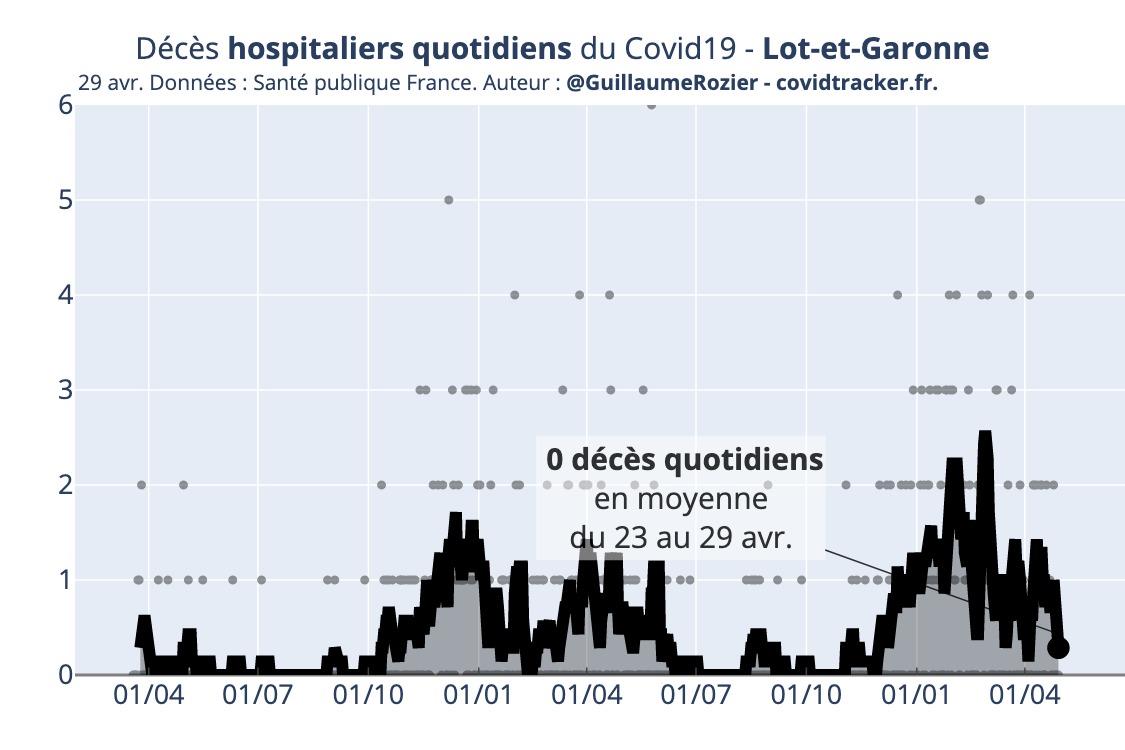 Décès hospitaliers quotidiens du Covid19 - Lot-et-Garonne
29 avr. Données : Santé publique France. Auteur : @GuillaumeRozier - covidtracker.fr.
6
5
4
3
2
1
0
0 décès quotidiens
en moyenne
du 23 au 29 avr.
01/04 01/07 01/10 01/01 01/04 01/07 01/10 01/01 01/04